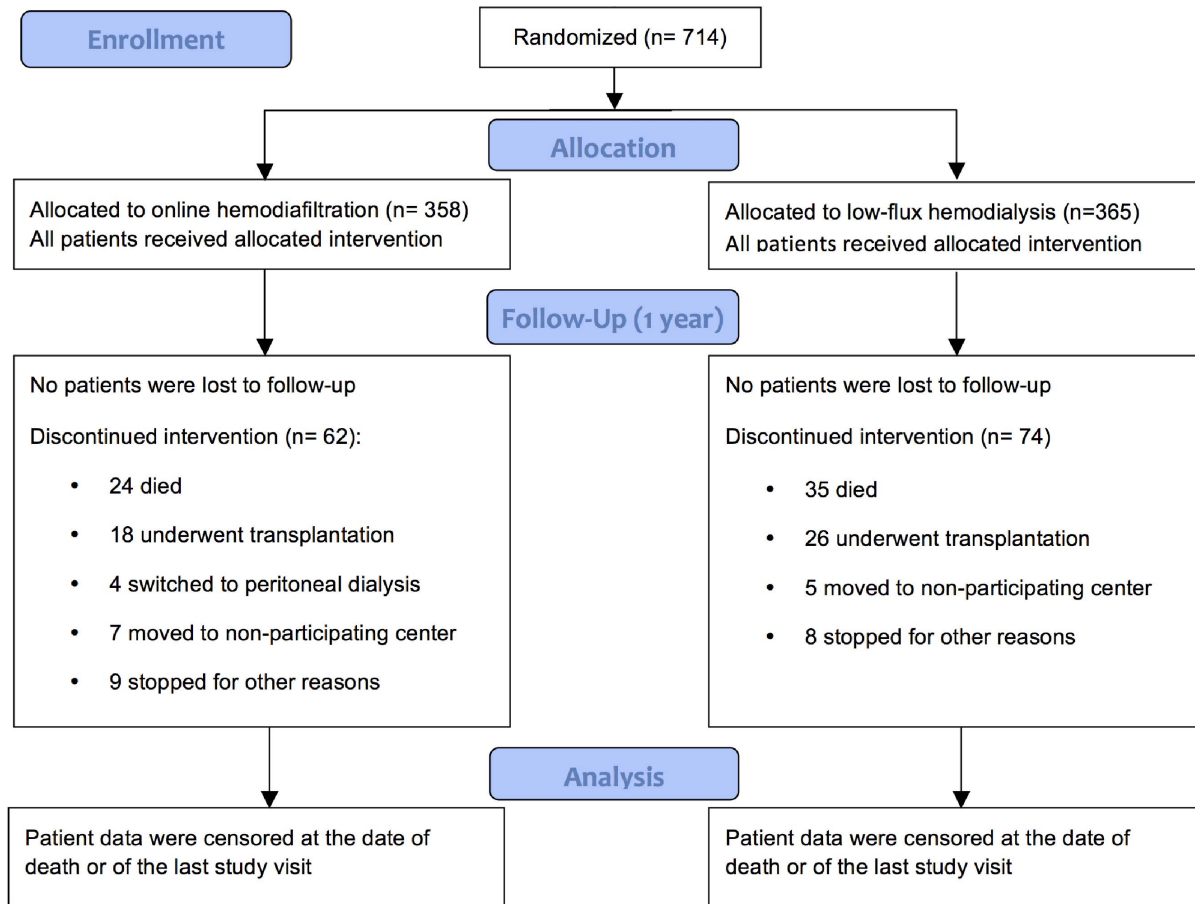 Enrollment
Randomized (n= 714)
Allocation
Allocated to online hemodiafiltration (n= 358)
All patients received allocated intervention
Allocated to low-flux hemodialysis (n=365)
All patients received allocated intervention
Follow-Up (1 year)
No patients were lost to follow-up
Discontinued intervention (n= 62):
• 24 died
• 18 underwent transplantation
• 4 switched to peritoneal dialysis
• 7 moved to non-participating center
• 9 stopped for other reasons
No patients were lost to follow-up
Discontinued intervention (n= 74)
• 35 died
• 26 underwent transplantation
• 5 moved to non-participating center
• 8 stopped for other reasons
Analysis
Patient data were censored at the date of
death or of the last study visit
Patient data were censored at the date of
death or of the last study visit